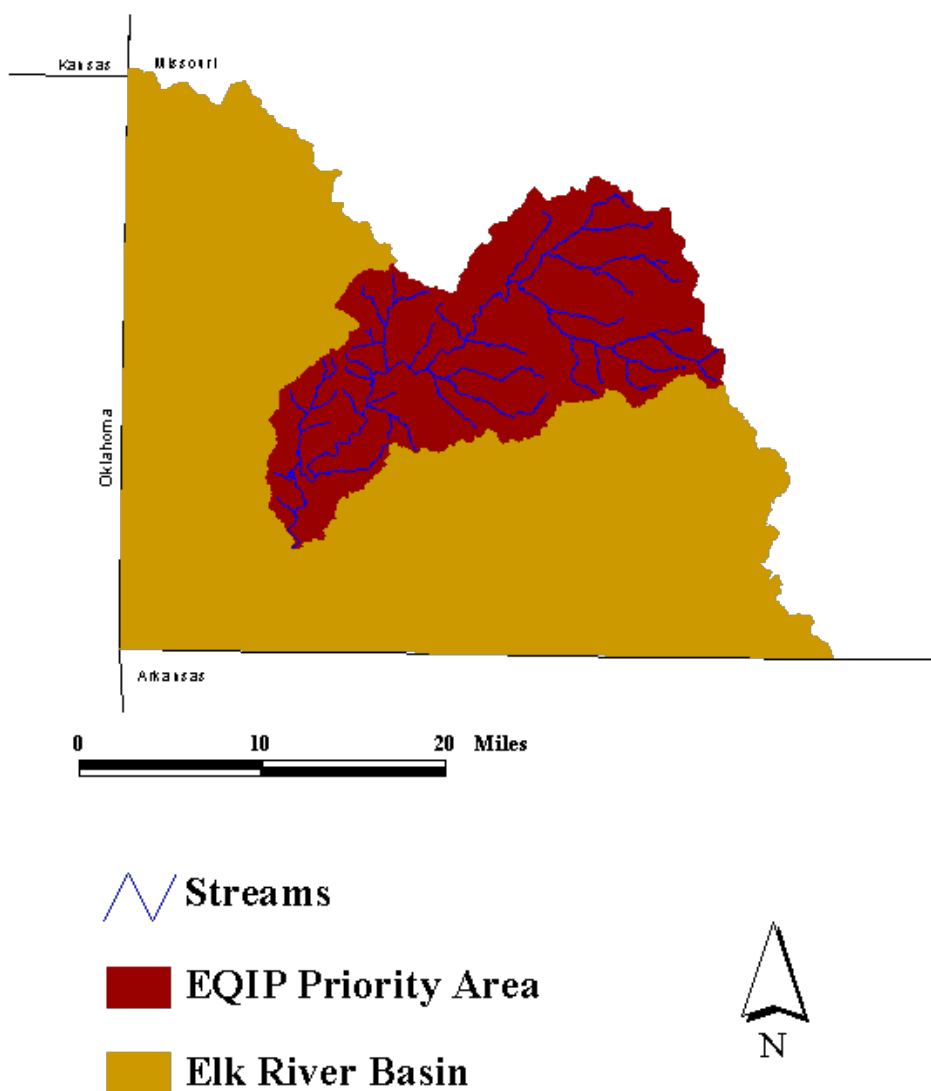 Kansas Missouri
Oklahoma
Arkansas
0 10 20 Miles
Streams
EQIP Priority Area
N
Elk River Basin